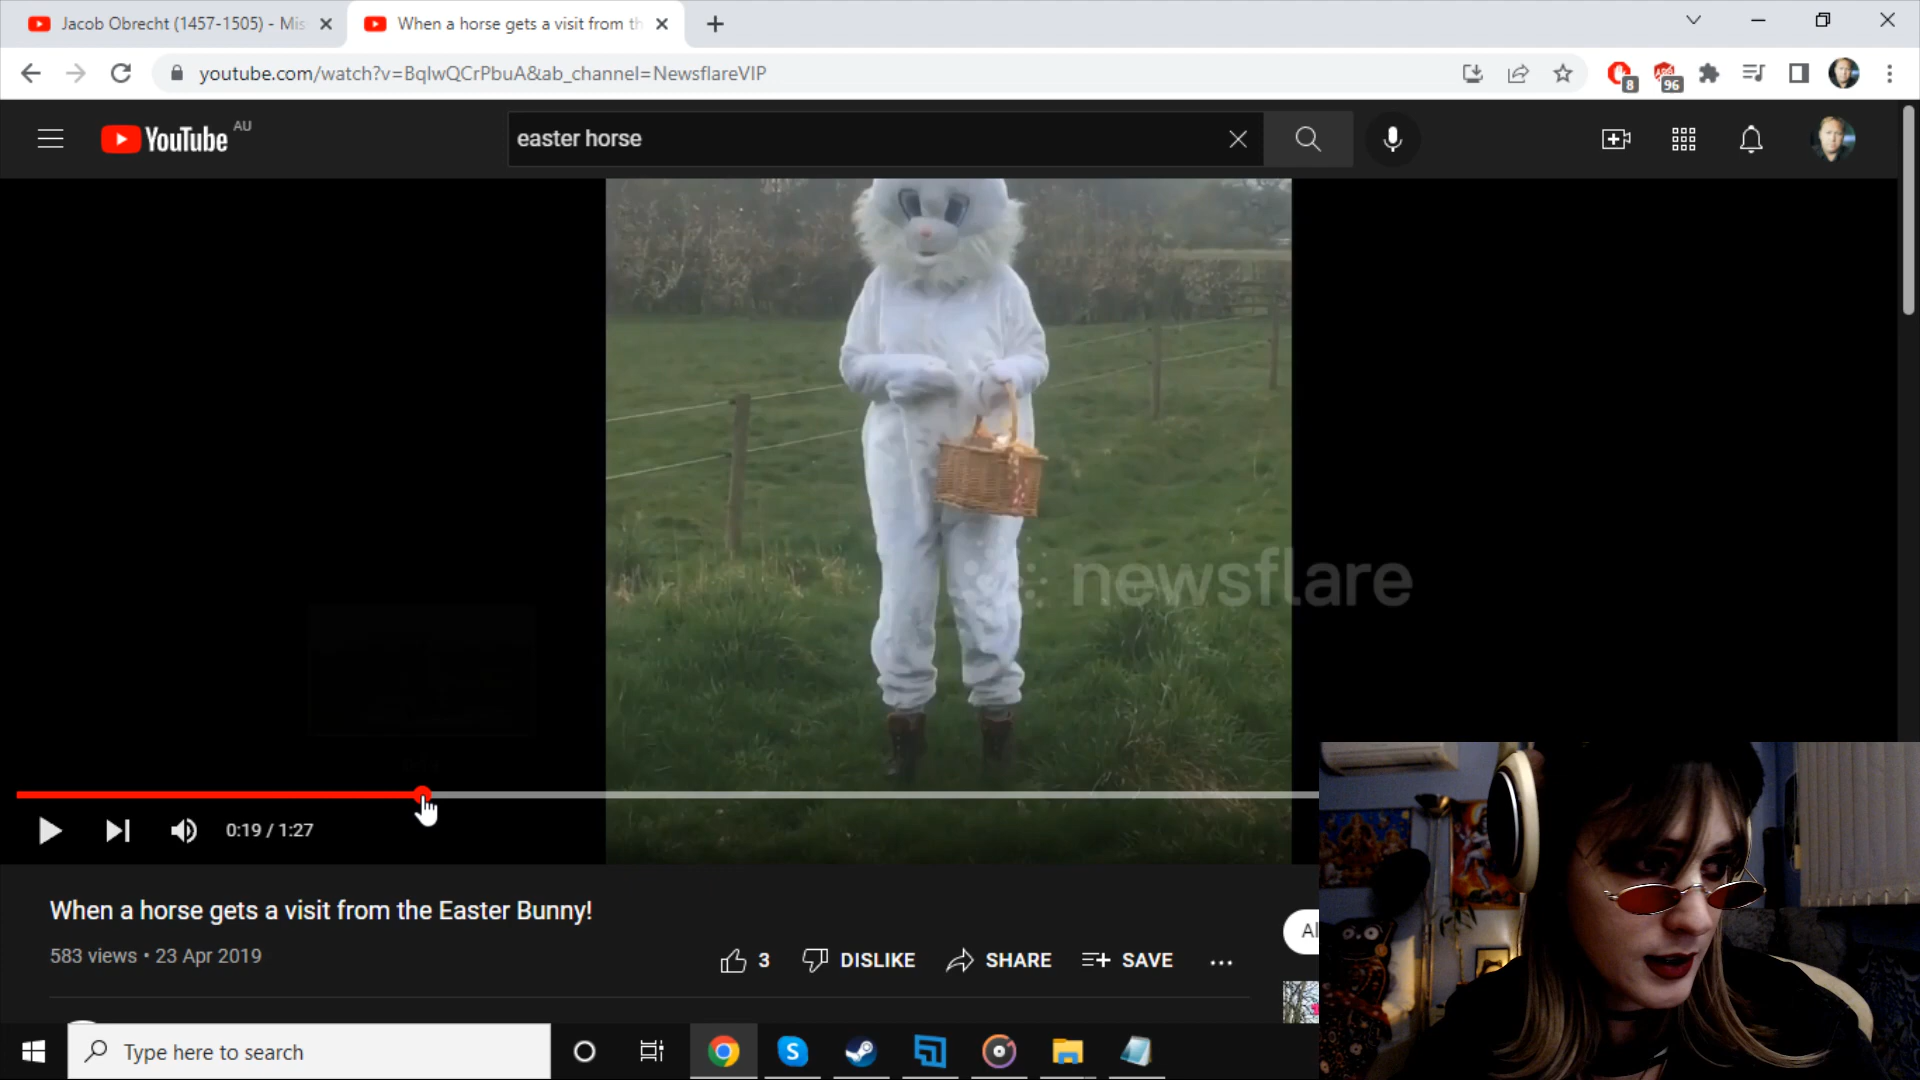 Jacob Obrecht (1457-1505) - Mis
When a horse gets a visit from th
youtube.com/watch?v=BqlwQCrPbuA&ab_channel=NewsflareVIP
8
96
YouTube AU
easter horse
newsflare
0:19 / 1:27
When a horse gets a visit from the Easter Bunny!
583 views • 23 Apr 2019
3
DISLIKE
SHARE
SAVE
Al
Type here to search